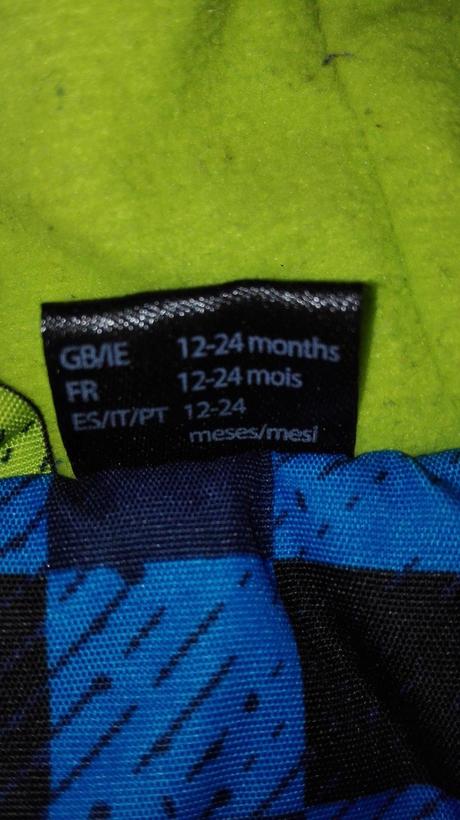 GB/IE 12-24 months
FR 12-24 mois
ES/IT/PT 12-24
meses/mesi